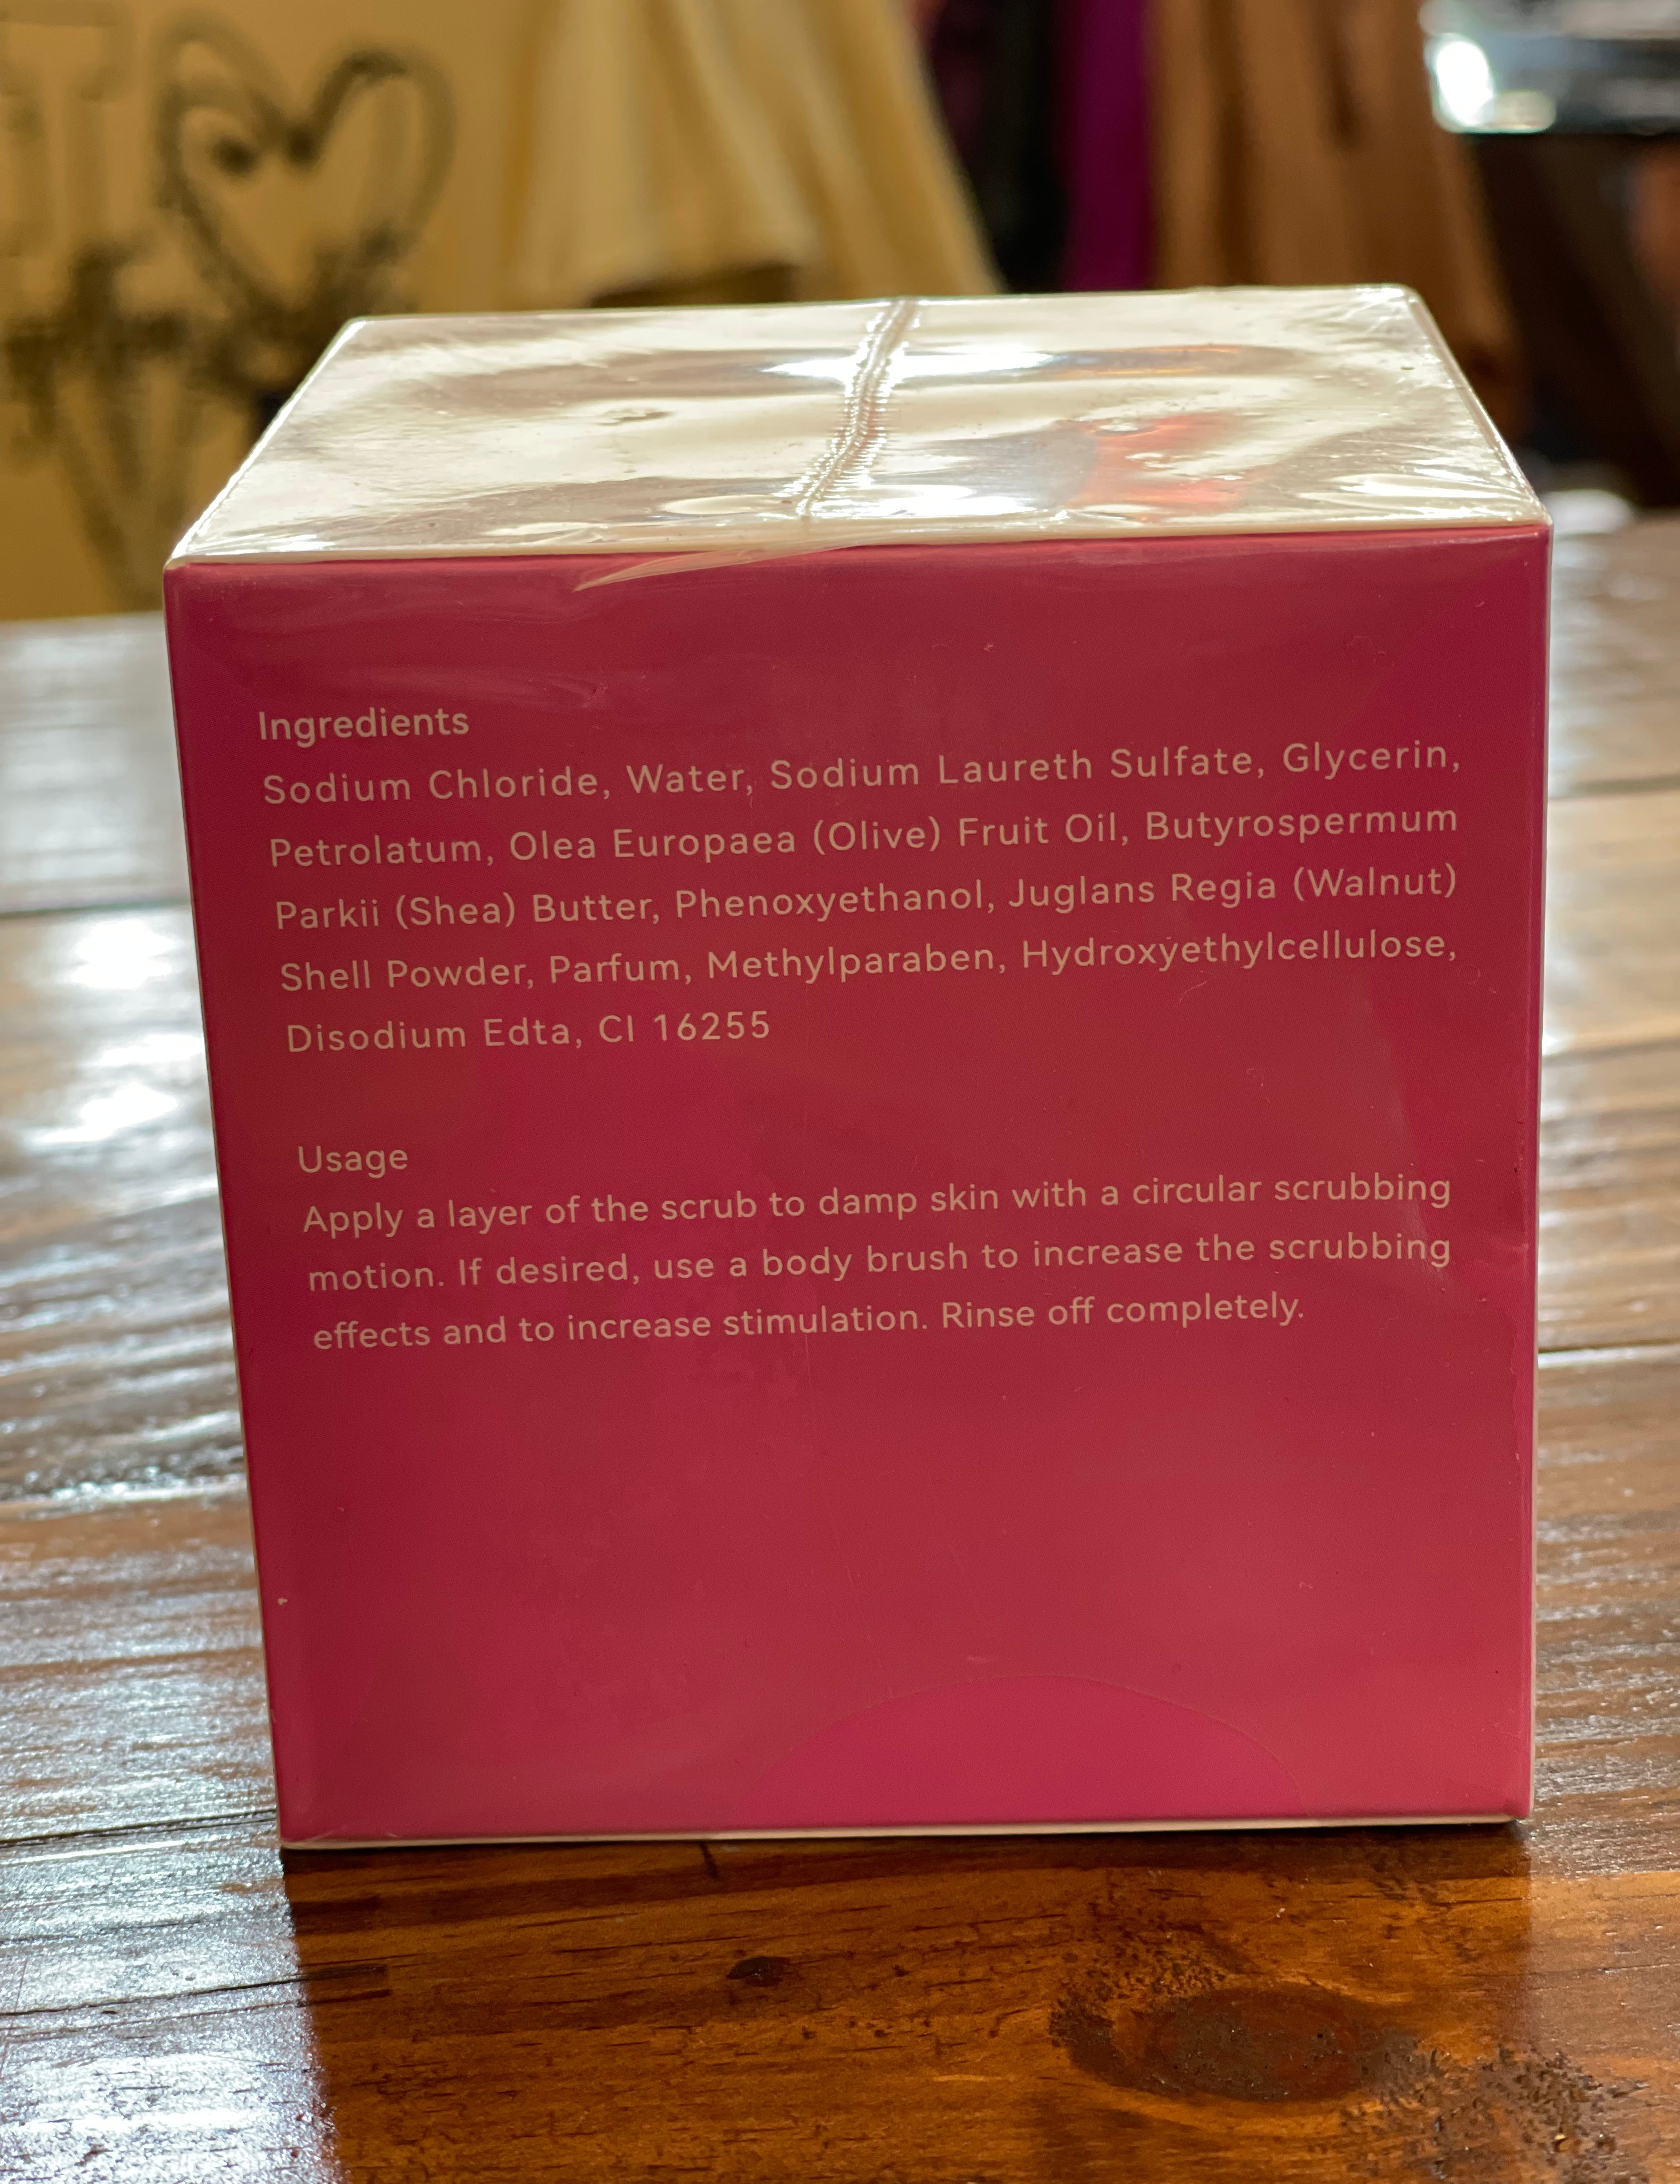 Ingredients
Sodium Chloride, Water, Sodium Laureth Sulfate, Glycerin,
Petrolatum, Olea Europaea (Olive) Fruit Oil, Butyrospermum
Parkii (Shea) Butter, Phenoxyethanol, Juglans Regia (Walnut)
Shell Powder, Parfum, Methylparaben, Hydroxyethylcellulose,
Disodium Edta, CI 16255
Usage
Apply a layer of the scrub to damp skin with a circular scrubbing
motion. If desired, use a body brush to increase the scrubbing
effects and to increase stimulation. Rinse off completely.